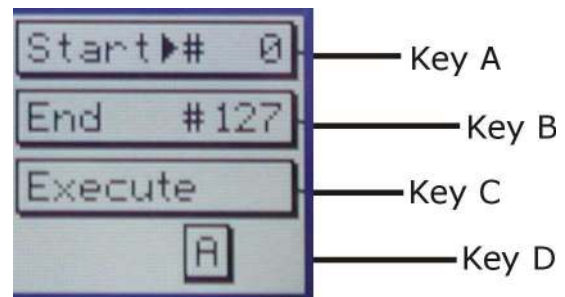 Start▶# 0 Key A
End #127 Key B
Execute Key C
A Key D